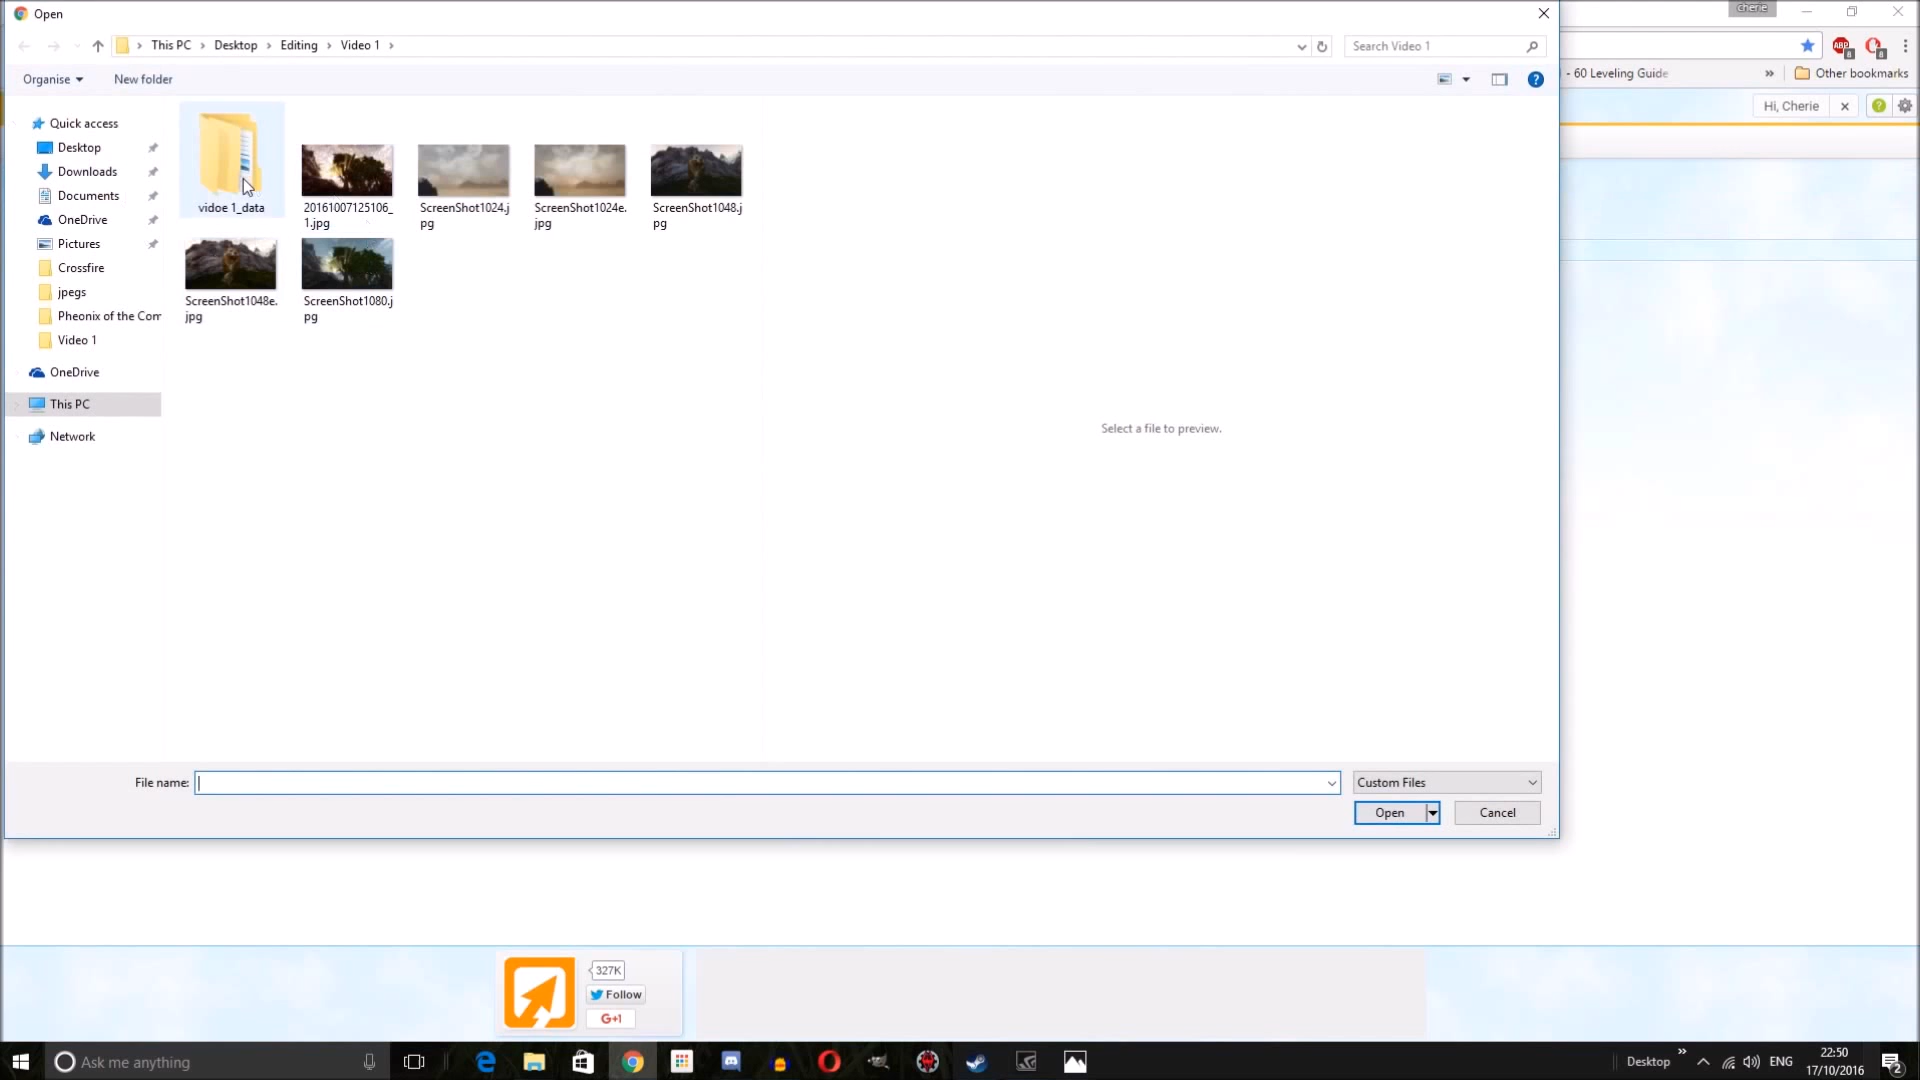 Open
cherie
This PC
Desktop
Editing
Video 1
Search Video 1
Organise
New folder
- 60 Leveling Guide
»
Other bookmarks
Hi, Cherie
Quick access
Desktop
Downloads
Documents
OneDrive
Pictures
Crossfire
jpegs
Pheonix of the Com
Video 1
OneDrive
This PC
Network
vidoe 1_data
20161007125106_
1.jpg
ScreenShot1024.j
pg
ScreenShot1024e.
jpg
ScreenShot1048.j
pg
ScreenShot1048e.
jpg
ScreenShot1080.j
pg
Select a file to preview.
File name:
Custom Files
Open
Cancel
327K
Follow
G+1
Ask me anything
Desktop
»
ENG
22:50
17/10/2016
2